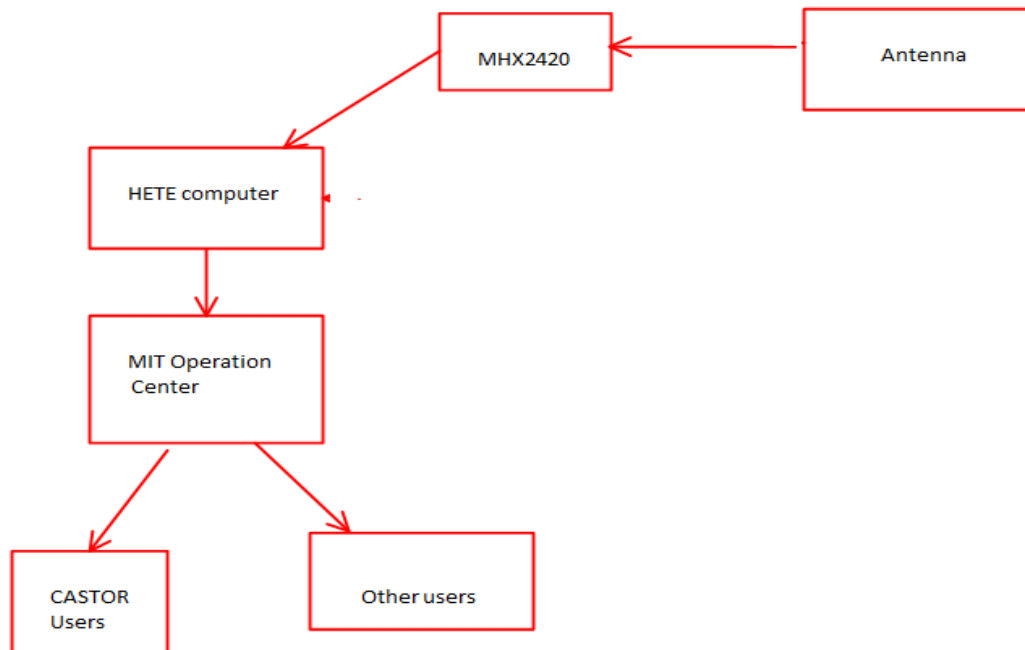 MHX2420
Antenna
HETE computer
MIT Operation
Center
CASTOR
Users
Other users